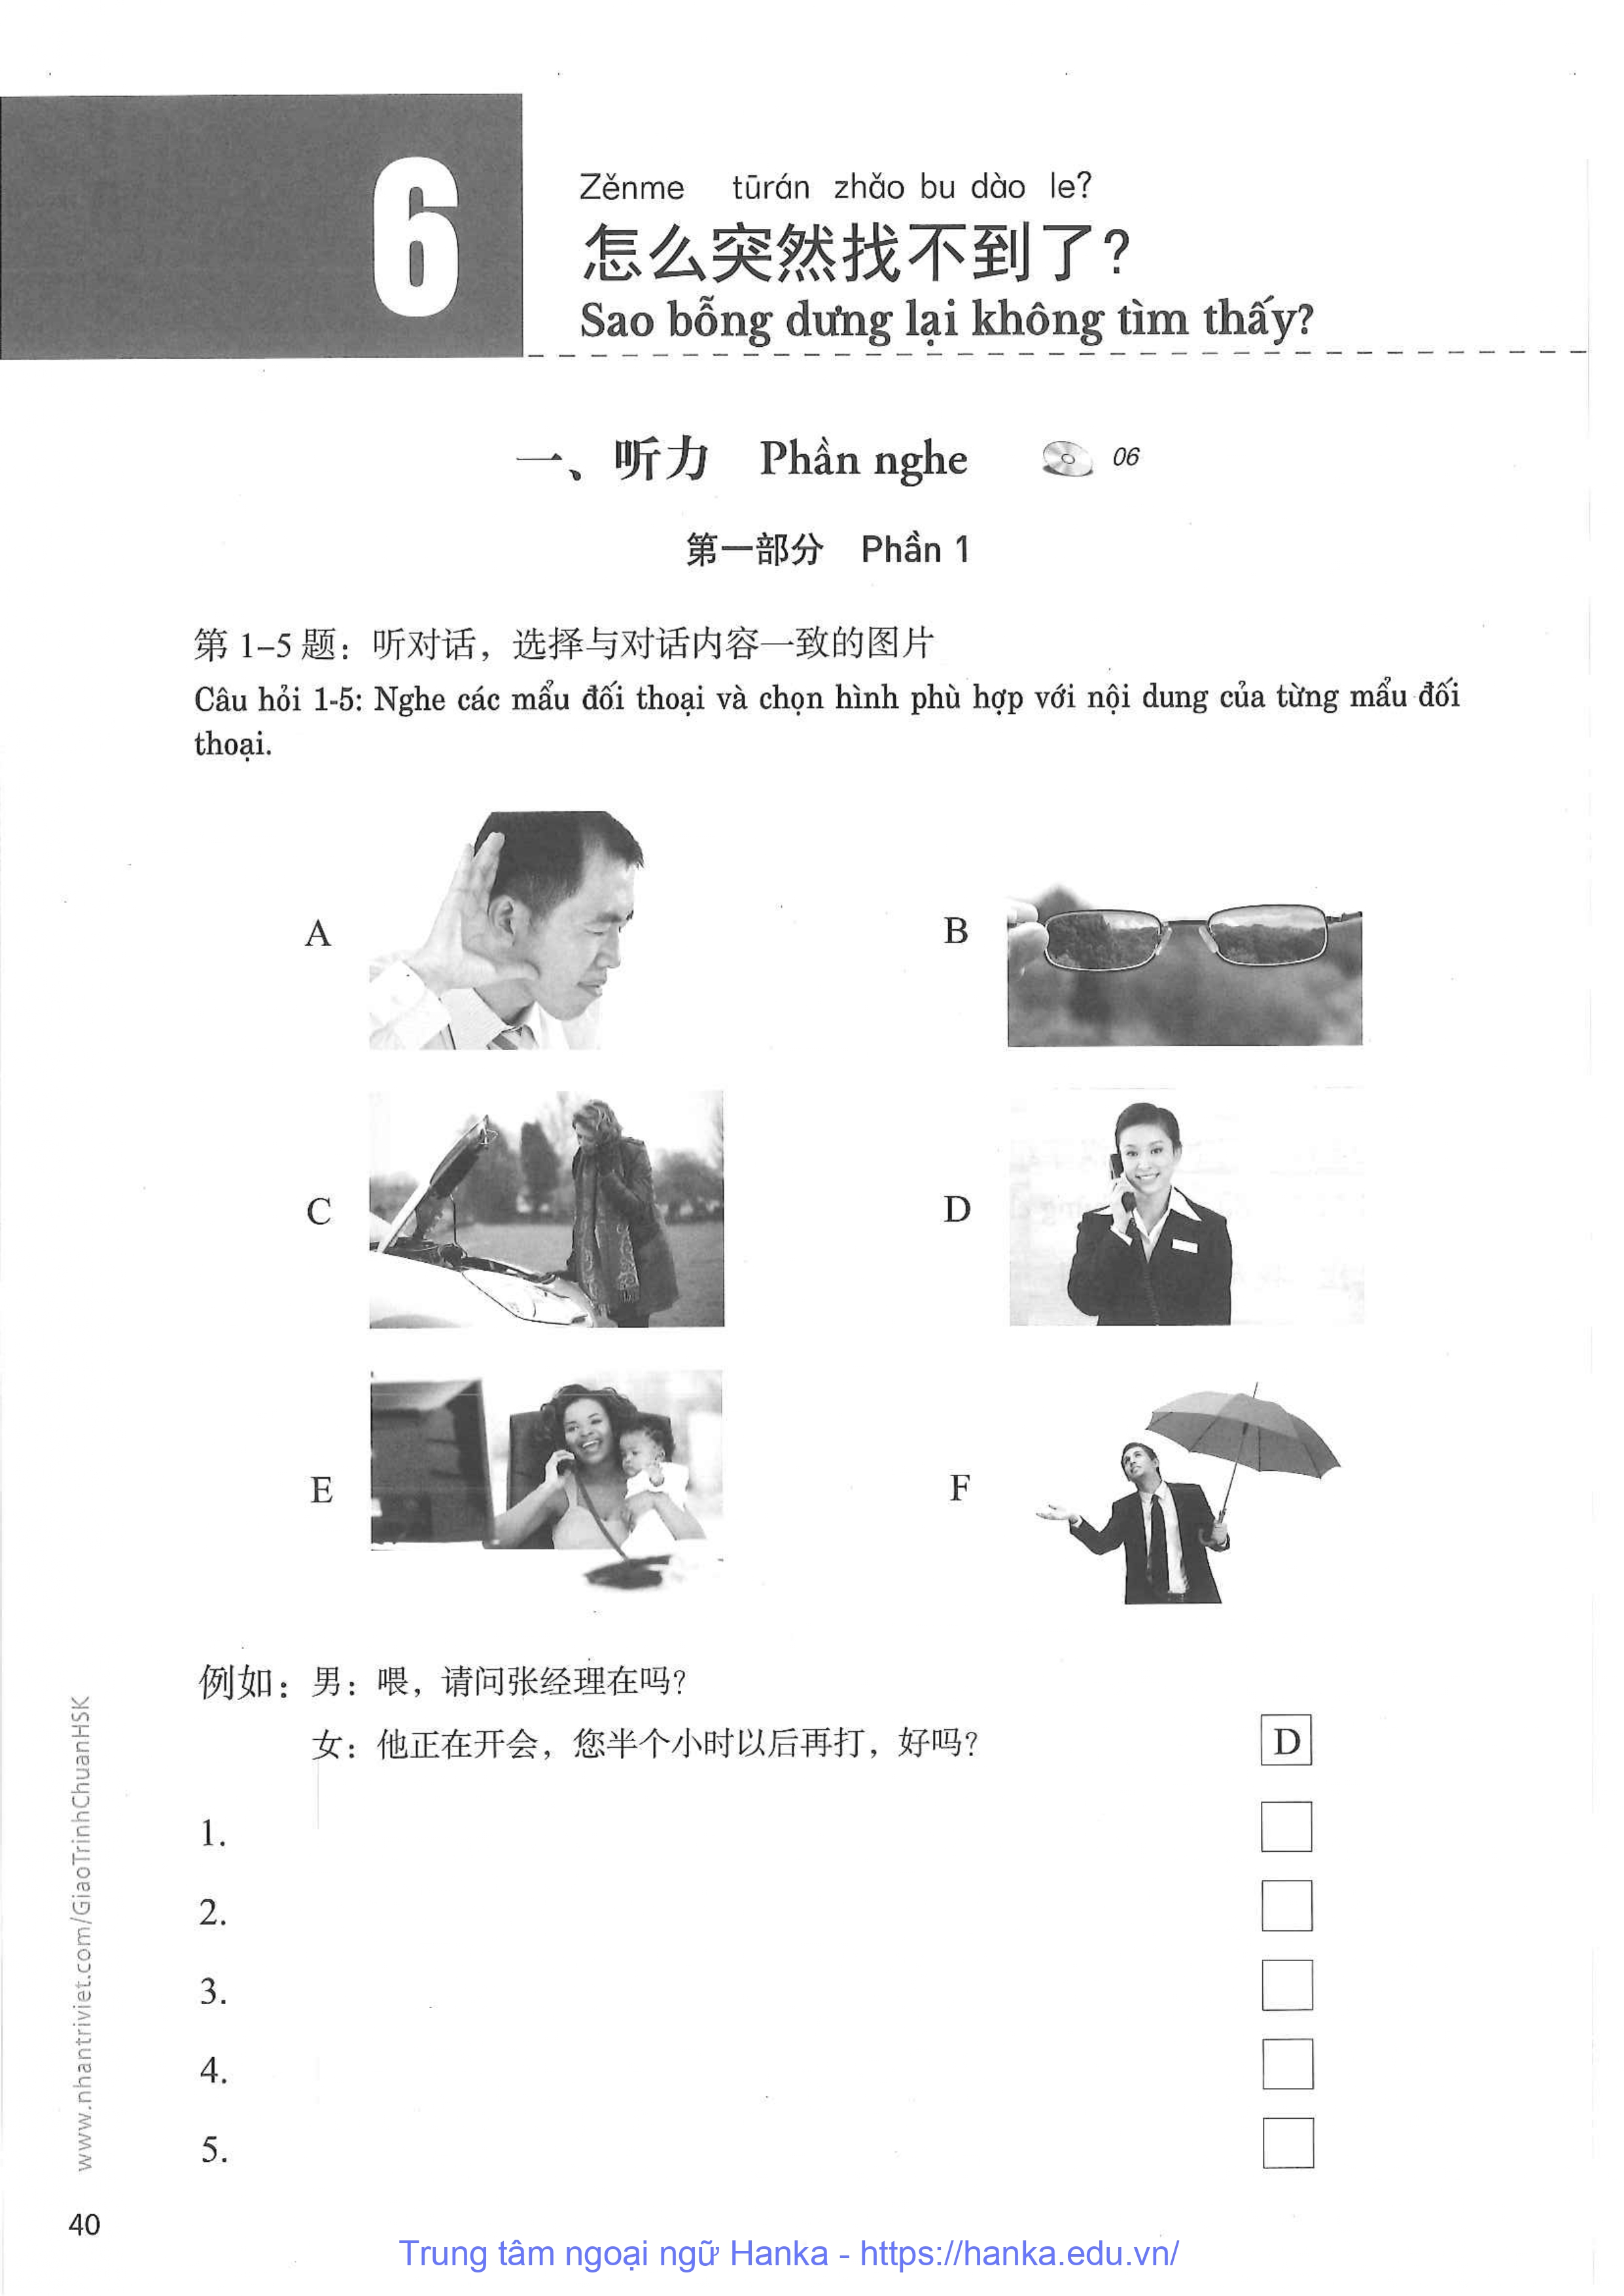 6
Zěnme tūrán zhǎo bu dào le?
怎么突然找不到了?
Sao bỗng dưng lại không tìm thấy?
一、听力 Phần nghe 06
第一部分 Phần 1
第 1–5 题：听对话，选择与对话内容一致的图片
Câu hỏi 1-5: Nghe các mẩu đối thoại và chọn hình phù hợp với nội dung của từng mẩu đối
thoại.
A
B
C
D
E
F
例如：男：喂，请问张经理在吗?
女：他正在开会，您半个小时以后再打，好吗?
D
1.
2.
3.
4.
5.
www.nhantriviet.com/GiaoTrinhChuanHSK
40
Trung tâm ngoại ngữ Hanka - https://hanka.edu.vn/